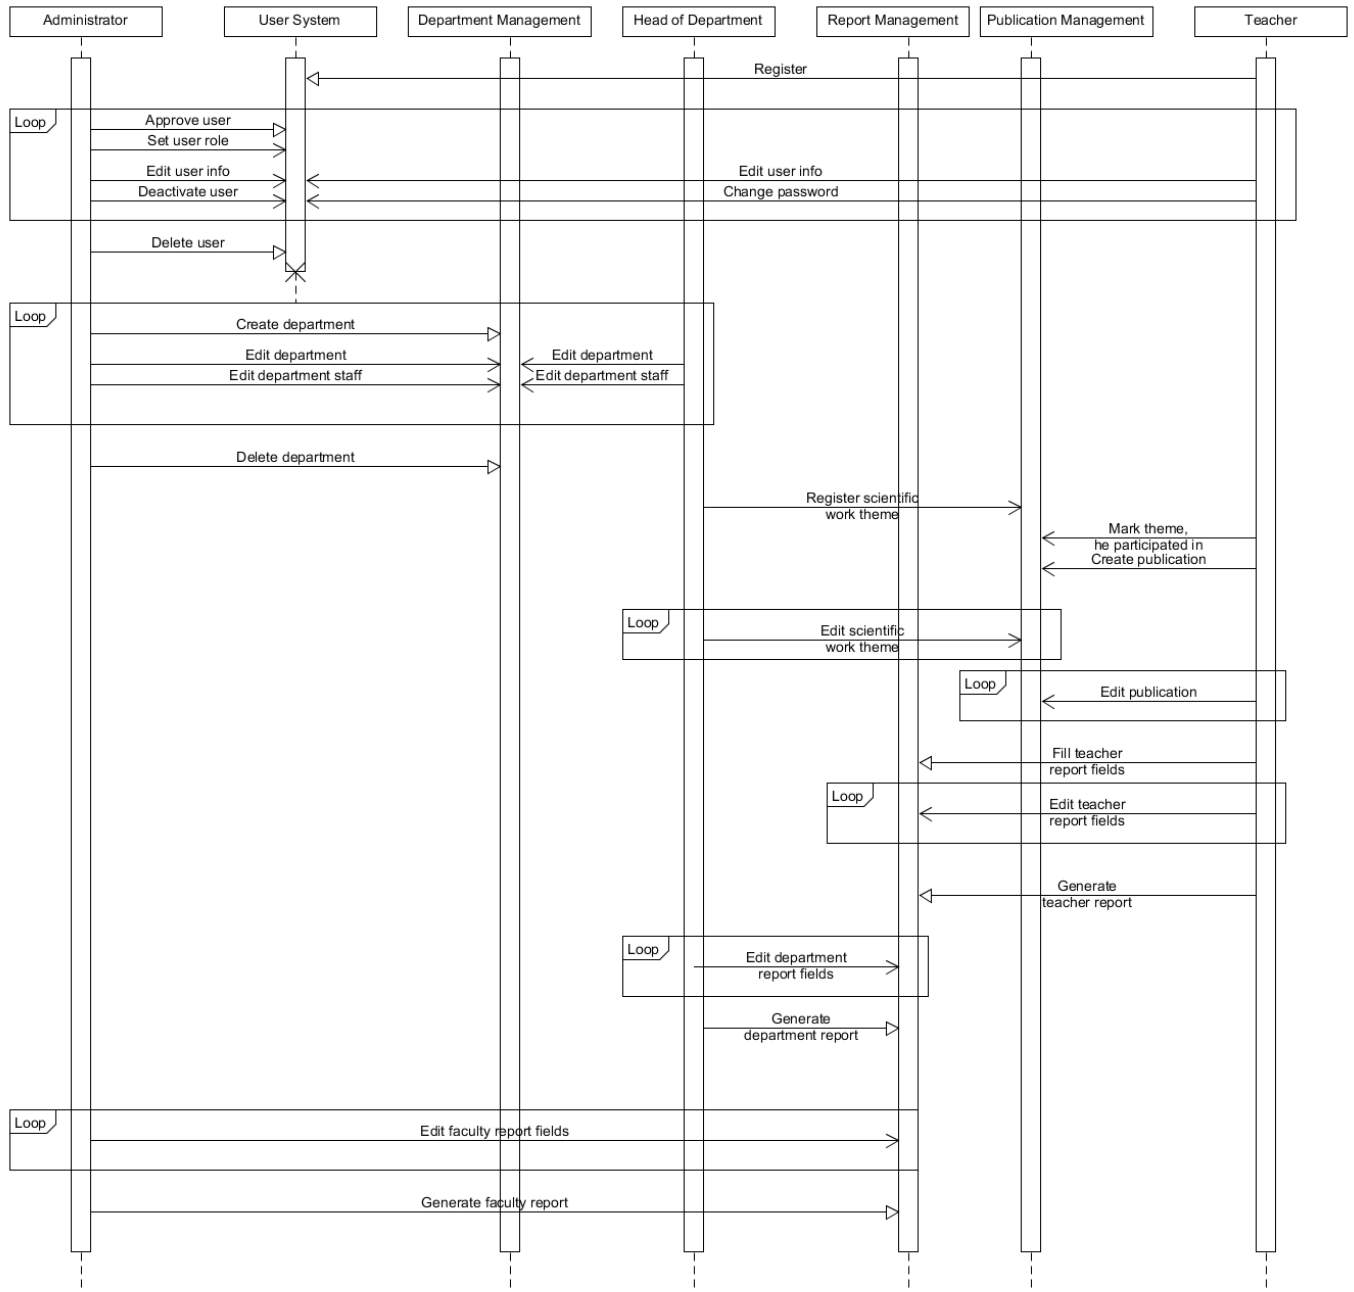 Administrator
User System
Department Management
Head of Department
Report Management
Publication Management
Teacher
Register
Loop
Approve user
Set user role
Edit user info
Edit user info
Deactivate user
Change password
Delete user
Loop
Create department
Edit department
Edit department
Edit department staff
Edit department staff
Delete department
Register scientific
work theme
Mark theme,
he participated in
Create publication
Loop
Edit scientific
work theme
Loop
Edit publication
Fill teacher
report fields
Loop
Edit teacher
report fields
Generate
teacher report
Loop
Edit department
report fields
Generate
department report
Loop
Edit faculty report fields
Generate faculty report